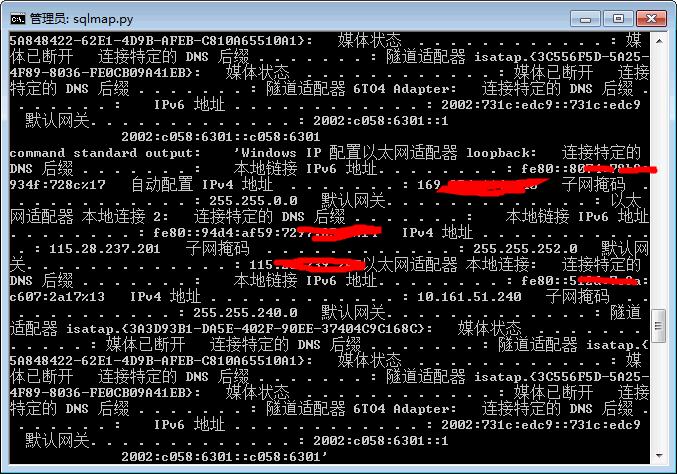 管理员: sqlmap.py
5A848422-62E1-4D9B-AFEB-C810A65510A1}: 媒体状态 . . . . . . . . . . . . : 媒
体已断开 连接特定的 DNS 后缀 . . . . . . . : 隧道适配器 isatap.{3C556F5D-5A25-
4F89-8036-FE0CB09A41EB}: 媒体状态 . . . . . . . . . . . . : 媒体已断开 连接
特定的 DNS 后缀 . . . . . . . : 隧道适配器 6TO4 Adapter: 连接特定的 DNS 后缀
. . . . . . . : IPv6 地址 . . . . . . . . . . . . : 2002:731c:edc9::731c:edc9
默认网关. . . . . . . . . . . . . : 2002:c058:6301::1
2002:c058:6301::c058:6301
command standard output: 'Windows IP 配置以太网适配器 loopback: 连接特定的
DNS 后缀 . . . . . . . : 本地链接 IPv6 地址. . . . . . . . : fe80::
934f:728c%17 自动配置 IPv4 地址 . . . . . . . : 169. 子网掩码 .
. . . . . . . . . . . : 255.255.0.0 默认网关. . . . . . . . . . . . . : 以太
网适配器 本地连接 2: 连接特定的 DNS 后缀 . . . . . . . : 本地链接 IPv6 地址.
. . . . . . . : fe80::94d4:af59: IPv4 地址 . . . . . . . . . .
. . : 115.28.237.201 子网掩码 . . . . . . . . . . . . : 255.255.252.0 默认网
关. . . . . . . . . . . . . : 115. 以太网适配器 本地连接: 连接特定的
DNS 后缀 . . . . . . . : 本地链接 IPv6 地址. . . . . . . . : fe80::
c607:2a17%13 IPv4 地址 . . . . . . . . . . . . : 10.161.51.240 子网掩码 .
. . . . . . . . . . . : 255.255.240.0 默认网关. . . . . . . . . . . . . : 隧道
适配器 isatap.{3A3D93B1-DA5E-402F-90EE-37404C9C168C}: 媒体状态 . . . . . . .
. . . . . : 媒体已断开 连接特定的 DNS 后缀 . . . . . . . : 隧道适配器 isatap.{
5A848422-62E1-4D9B-AFEB-C810A65510A1}: 媒体状态 . . . . . . . . . . . . : 媒
体已断开 连接特定的 DNS 后缀 . . . . . . . : 隧道适配器 isatap.{3C556F5D-5A25-
4F89-8036-FE0CB09A41EB}: 媒体状态 . . . . . . . . . . . . : 媒体已断开 连接
特定的 DNS 后缀 . . . . . . . : 隧道适配器 6TO4 Adapter: 连接特定的 DNS 后缀
. . . . . . . : IPv6 地址 . . . . . . . . . . . . : 2002:731c:edc9::731c:edc9
默认网关. . . . . . . . . . . . . : 2002:c058:6301::1
2002:c058:6301::c058:6301'